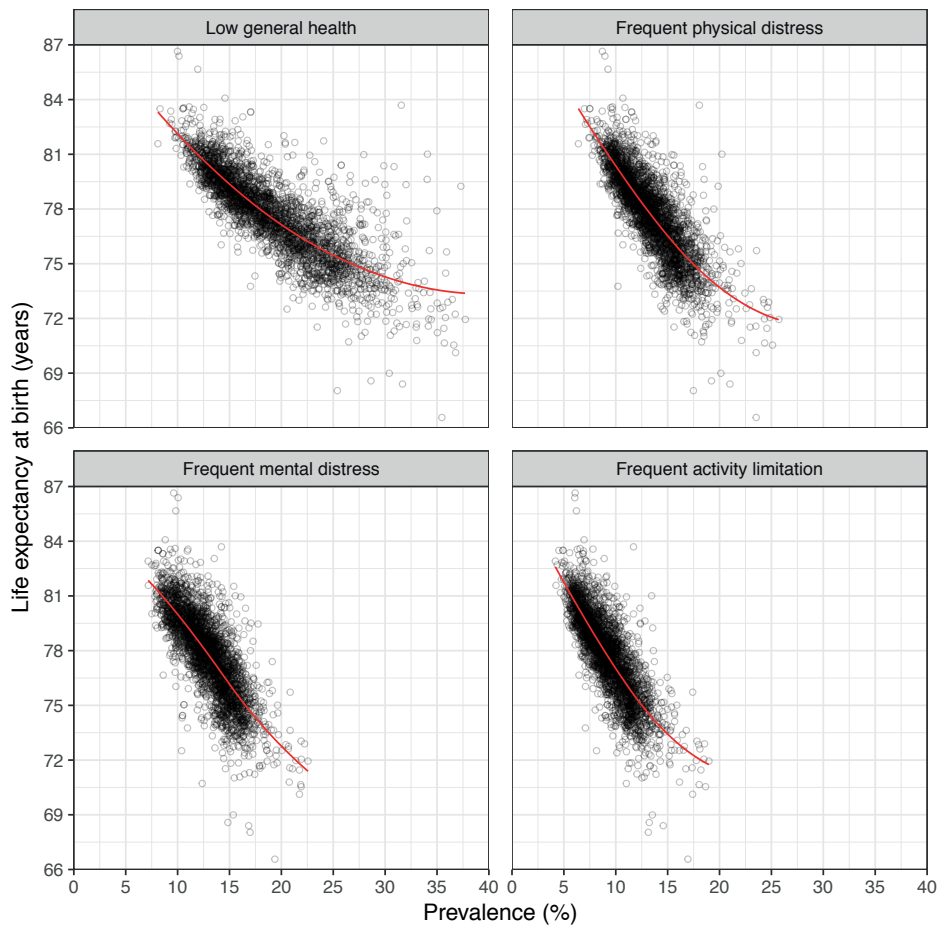 Low general health
Frequent physical distress
87
84
81
78
75
72
69
66
Frequent mental distress
Frequent activity limitation
87
84
81
78
75
72
69
66
Life expectancy at birth (years)
0 5 10 15 20 25 30 35 40
0 5 10 15 20 25 30 35 40
Prevalence (%)